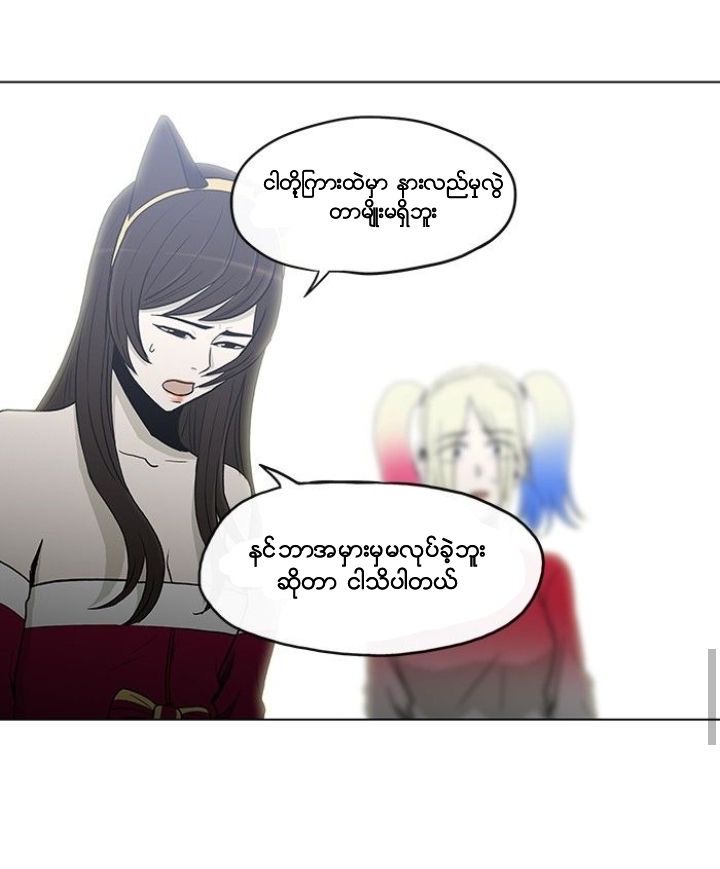 ငါတို့ကြားထဲမှာ နားလည်မှုလွဲ
တာမျိုးမရှိဘူး
နင်ဘာအမှားမှမလုပ်ခဲ့ဘူး
ဆိုတာ ငါသိပါတယ်